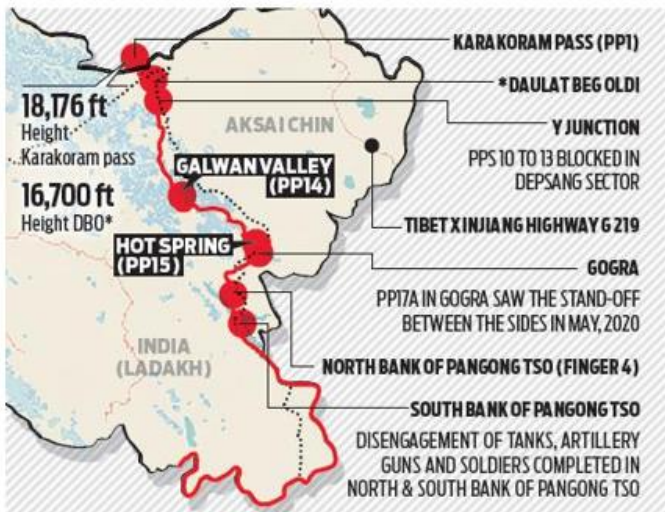 KARAKORAM PASS (PP1)
*DAULAT BEG OLDI
18,176 ft
Height
Karakoram pass
AKSAI CHIN
Y JUNCTION
PPS 10 TO 13 BLOCKED IN
DEPSANG SECTOR
GALWAN VALLEY
(PP14)
16,700 ft
Height DBO*
TIBET XINJIANG HIGHWAY G 219
HOT SPRING
(PP15)
GOGRA
PP17A IN GOGRA SAW THE STAND-OFF
BETWEEN THE SIDES IN MAY, 2020
INDIA
(LADAKH)
NORTH BANK OF PANGONG TSO (FINGER 4)
SOUTH BANK OF PANGONG TSO
DISENGAGEMENT OF TANKS, ARTILLERY
GUNS AND SOLDIERS COMPLETED IN
NORTH & SOUTH BANK OF PANGONG TSO